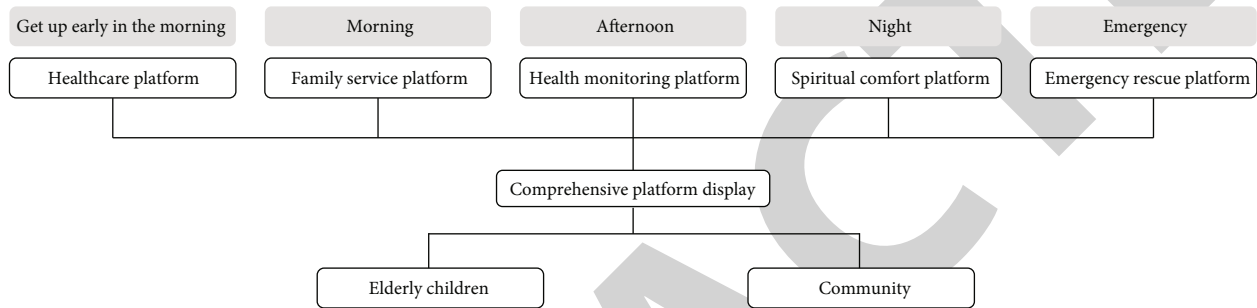 Get up early in the morning
Morning
Afternoon
Night
Emergency
Healthcare platform
Family service platform
Health monitoring platform
Spiritual comfort platform
Emergency rescue platform
Comprehensive platform display
Elderly children
Community